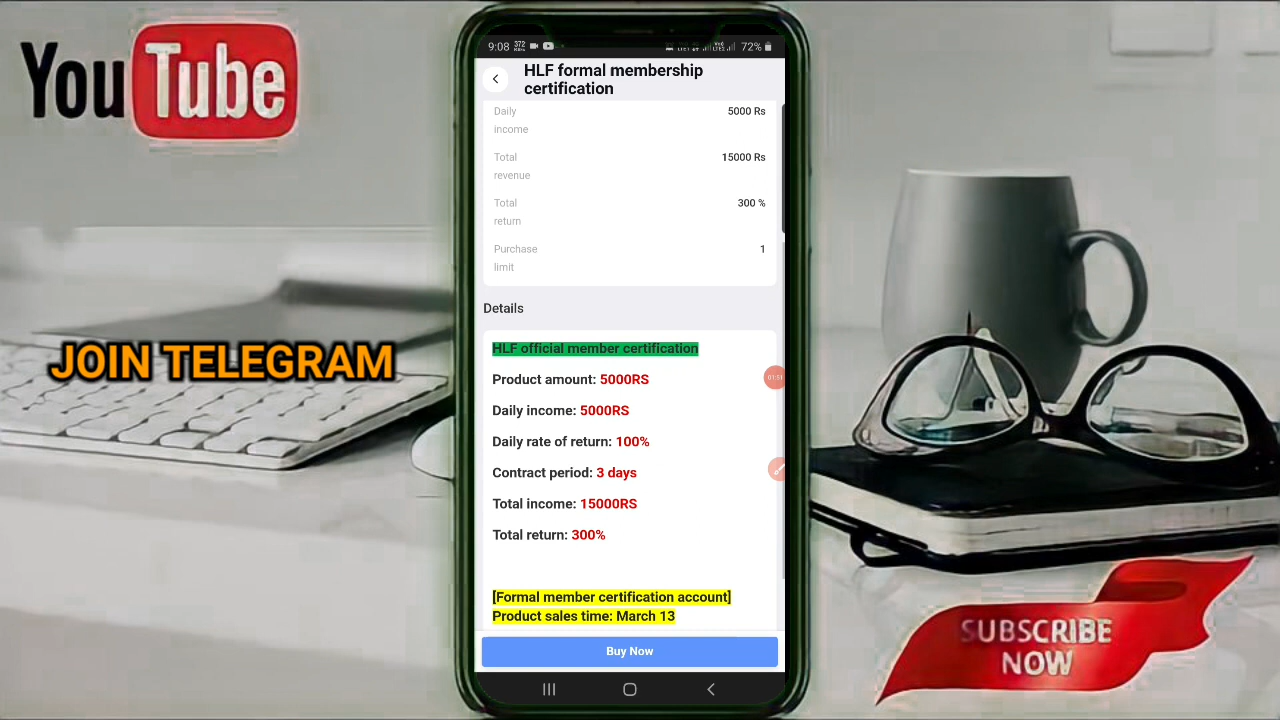 You Tube
JOIN TELEGRAM
9:08
72%
HLF formal membership
certification
Daily
income
5000 Rs
Total
revenue
15000 Rs
Total
return
300 %
Purchase
limit
1
Details
HLF official member certification
Product amount: 5000RS
Daily income: 5000RS
Daily rate of return: 100%
Contract period: 3 days
Total income: 15000RS
Total return: 300%
[Formal member certification account]
Product sales time: March 13
Buy Now
SUBSCRIBE
NOW